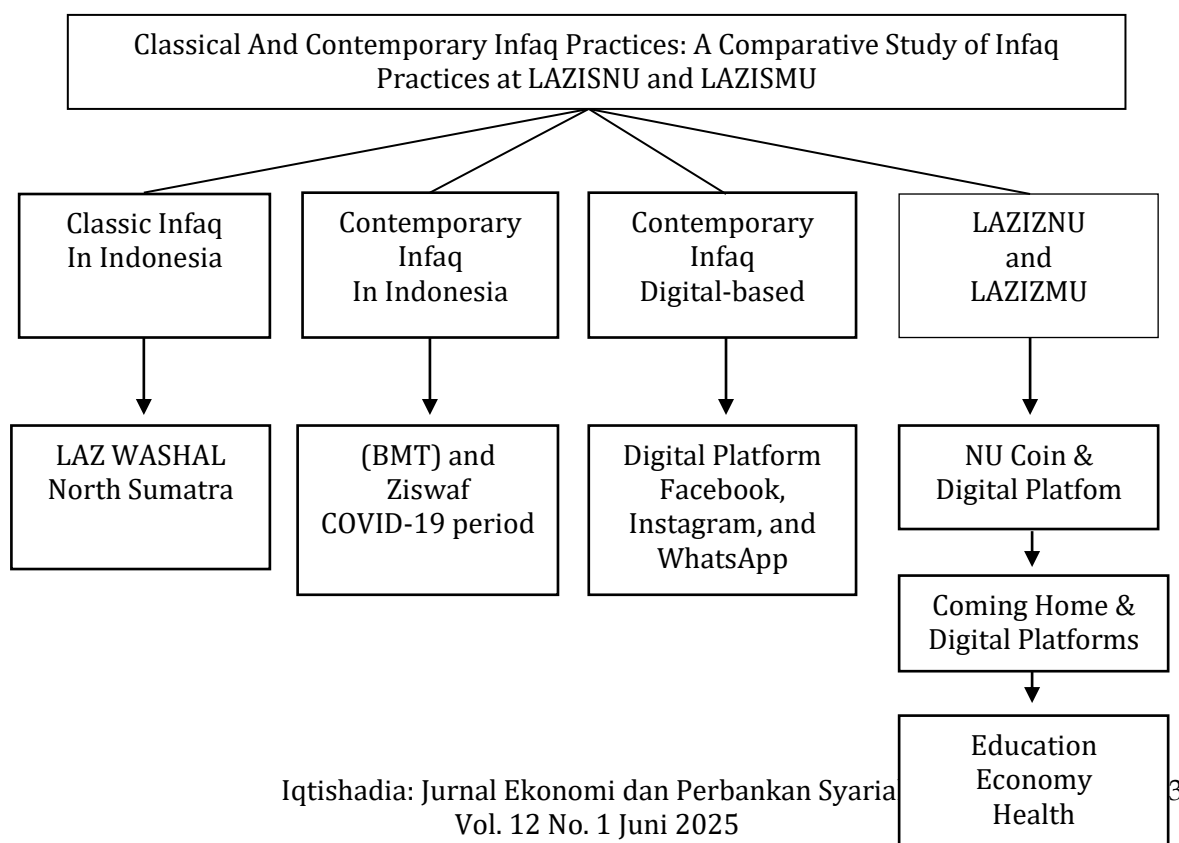 Classical And Contemporary Infaq Practices: A Comparative Study of Infaq
Practices at LAZISNU and LAZISMU
Classic Infaq
In Indonesia
Contemporary
Infaq
In Indonesia
Contemporary
Infaq
Digital-based
LAZIZNU
and
LAZIZMU
LAZ WASHAL
North Sumatra
(BMT) and
Ziswaf
COVID-19 period
Digital Platform
Facebook,
Instagram, and
WhatsApp
NU Coin &
Digital Platfom
Coming Home &
Digital Platforms
Education
Economy
Health
Iqtishadia: Jurnal Ekonomi dan Perbankan Syaria
Vol. 12 No. 1 Juni 2025